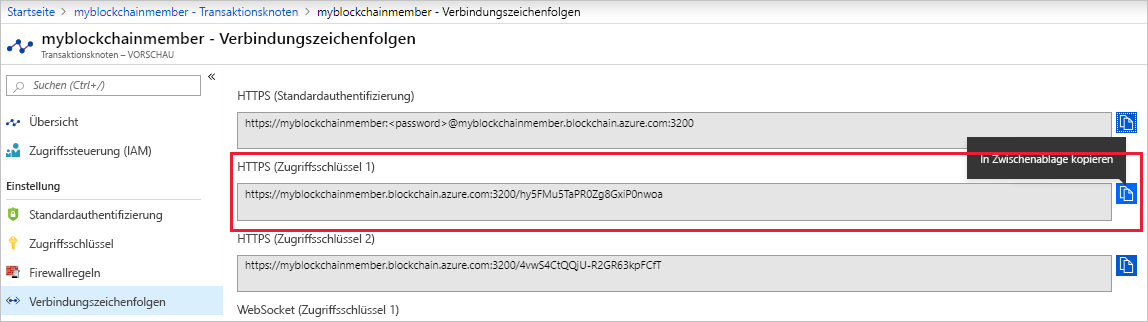 Startseite > myblockchainmember - Transaktionsknoten > myblockchainmember - Verbindungszeichenfolgen
myblockchainmember - Verbindungszeichenfolgen
Transaktionsknoten – VORSCHAU
Suchen (Ctrl+/)
«
Übersicht
Zugriffssteuerung (IAM)
Einstellung
Standardauthentifizierung
Zugriffsschlüssel
Firewallregeln
Verbindungszeichenfolgen
HTTPS (Standardauthentifizierung)
https://myblockchainmember:<password>@myblockchainmember.blockchain.azure.com:3200
In Zwischenablage kopieren
HTTPS (Zugriffsschlüssel 1)
https://myblockchainmember.blockchain.azure.com:3200/hy5FMu5TaPR0Zg8GxiP0nwoa
HTTPS (Zugriffsschlüssel 2)
https://myblockchainmember.blockchain.azure.com:3200/4vwS4CtQQjU-R2GR63kpFCfT
WebSocket (Zugriffsschlüssel 1)